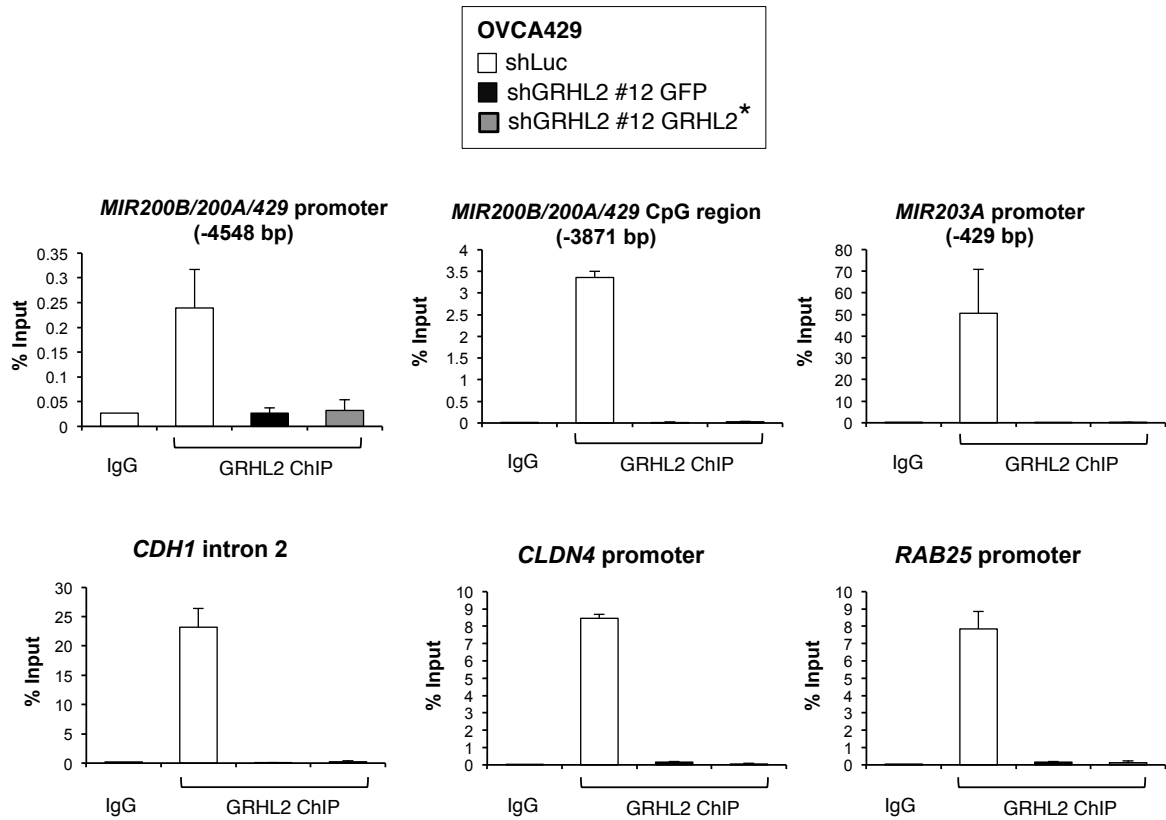 OVCA429
shLuc
shGRHL2 #12 GFP
shGRHL2 #12 GRHL2*
MIR200B/200A/429 promoter
(-4548 bp)
% Input
0.35
0.3
0.25
0.2
0.15
0.1
0.05
0
IgG
GRHL2 ChIP
MIR200B/200A/429 CpG region
(-3871 bp)
% Input
4
3.5
3
2.5
2
1.5
1
0.5
0
IgG
GRHL2 ChIP
MIR203A promoter
(-429 bp)
% Input
80
70
60
50
40
30
20
10
0
IgG
GRHL2 ChIP
CDH1 intron 2
% Input
30
25
20
15
10
5
0
IgG
GRHL2 ChIP
CLDN4 promoter
% Input
10
9
8
7
6
5
4
3
2
1
0
IgG
GRHL2 ChIP
RAB25 promoter
% Input
10
9
8
7
6
5
4
3
2
1
0
IgG
GRHL2 ChIP